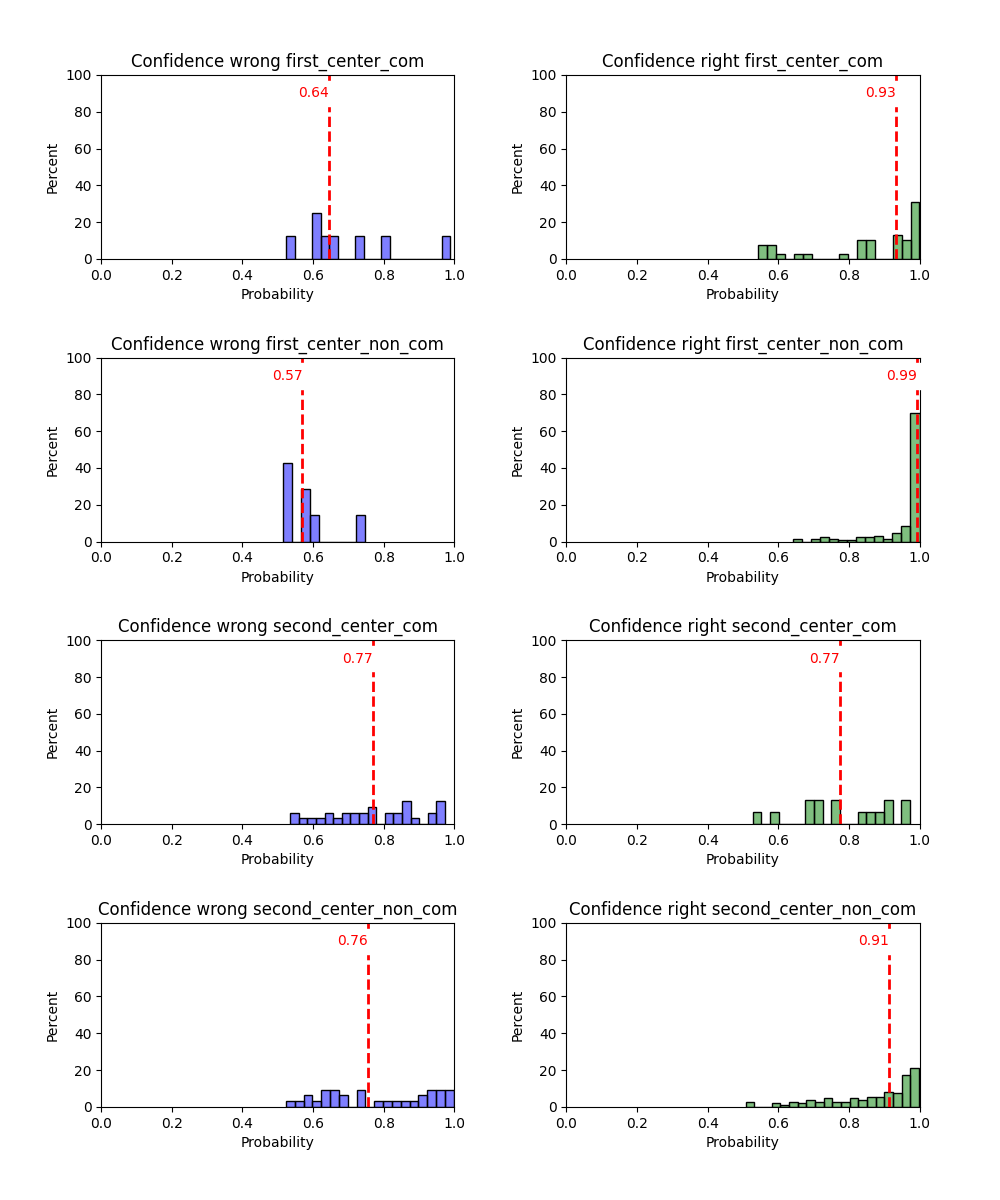 Confidence wrong first_center_com
100
80
60
40
20
0
Percent
0.64
0.0 0.2 0.4 0.6 0.8 1.0
Probability
Confidence right first_center_com
100
80
60
40
20
0
Percent
0.93
0.0 0.2 0.4 0.6 0.8 1.0
Probability
Confidence wrong first_center_non_com
100
80
60
40
20
0
Percent
0.57
0.0 0.2 0.4 0.6 0.8 1.0
Probability
Confidence right first_center_non_com
100
80
60
40
20
0
Percent
0.99
0.0 0.2 0.4 0.6 0.8 1.0
Probability
Confidence wrong second_center_com
100
80
60
40
20
0
Percent
0.77
0.0 0.2 0.4 0.6 0.8 1.0
Probability
Confidence right second_center_com
100
80
60
40
20
0
Percent
0.77
0.0 0.2 0.4 0.6 0.8 1.0
Probability
Confidence wrong second_center_non_com
100
80
60
40
20
0
Percent
0.76
0.0 0.2 0.4 0.6 0.8 1.0
Probability
Confidence right second_center_non_com
100
80
60
40
20
0
Percent
0.91
0.0 0.2 0.4 0.6 0.8 1.0
Probability